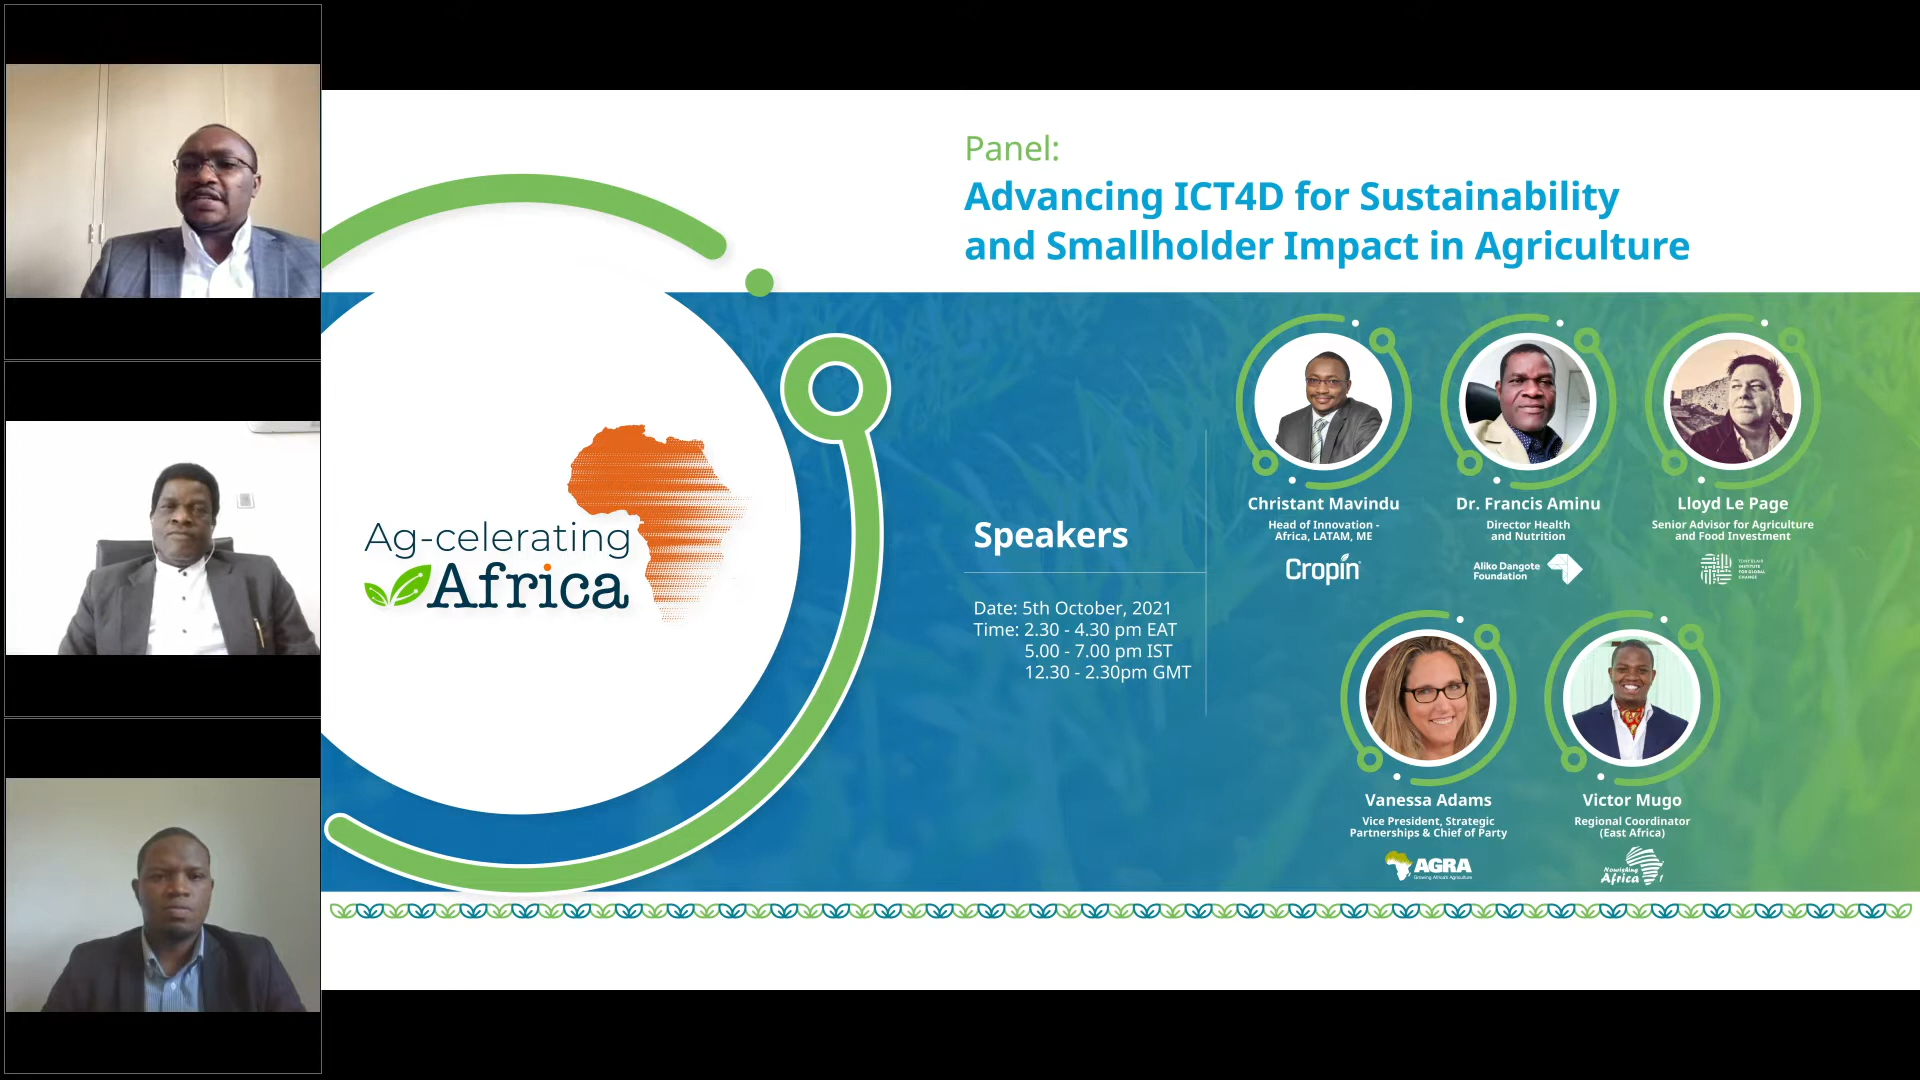 Panel:
Advancing ICT4D for Sustainability
and Smallholder Impact in Agriculture
Ag-celerating
Africa
Speakers
Date: 5th October, 2021
Time: 2.30 - 4.30 pm EAT
5.00 - 7.00 pm IST
12.30 - 2.30pm GMT
Christant Mavindu
Head of Innovation -
Africa, LATAM, ME
Cropin
Dr. Francis Aminu
Director Health
and Nutrition
Aliko Dangote
Foundation
Lloyd Le Page
Senior Advisor for Agriculture
and Food Investment
TONY BLAIR
INSTITUTE
FOR GLOBAL
CHANGE
Vanessa Adams
Vice President, Strategic
Partnerships & Chief of Party
AGRA
Growing Africa's Agriculture
Victor Mugo
Regional Coordinator
(East Africa)
Nourishing
Africa